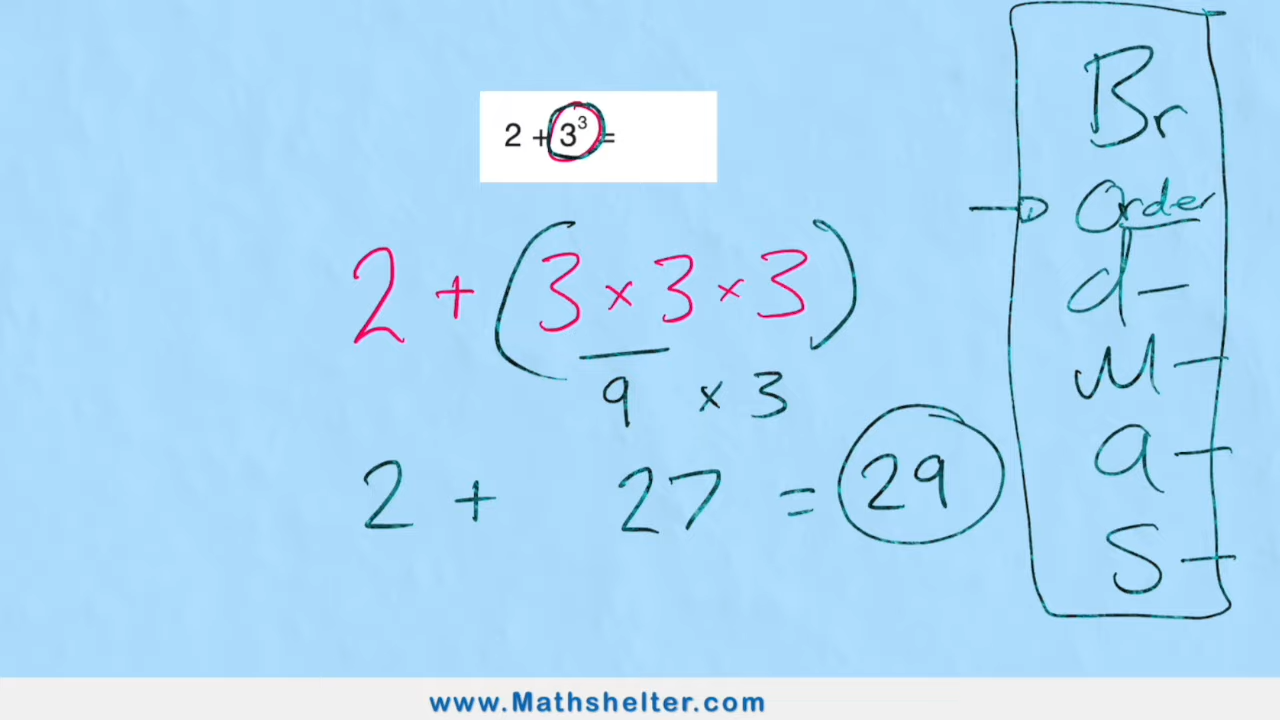 2 + 3³ =
2 + (3 × 3 × 3)
9 × 3
2 + 27 = 29
Br
Order
d
M
a
S
www.Mathshelter.com